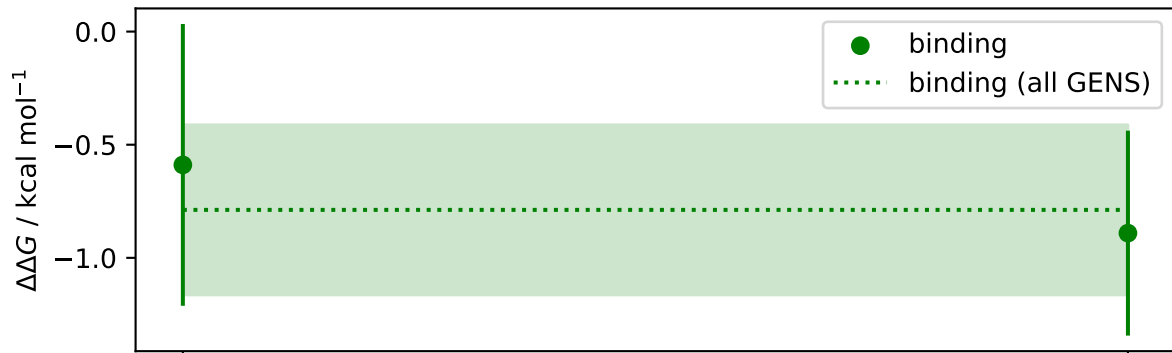 0.0
−0.5
−1.0
ΔΔG / kcal mol⁻¹
binding
binding (all GENS)